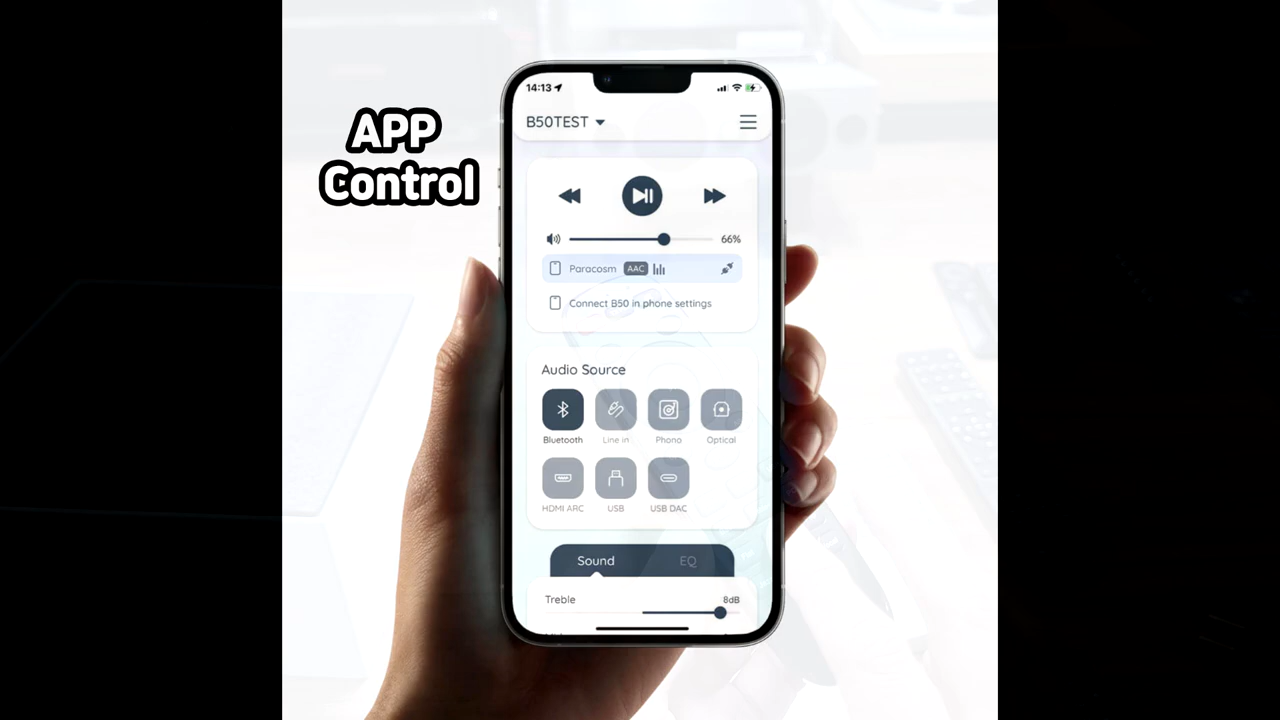 APP
Control
14:13
B50TEST
66%
Paracosm AAC
Connect B50 in phone settings
Audio Source
Bluetooth Line in Phono Optical
HDMI ARC USB USB DAC
Sound EQ
Treble 8dB